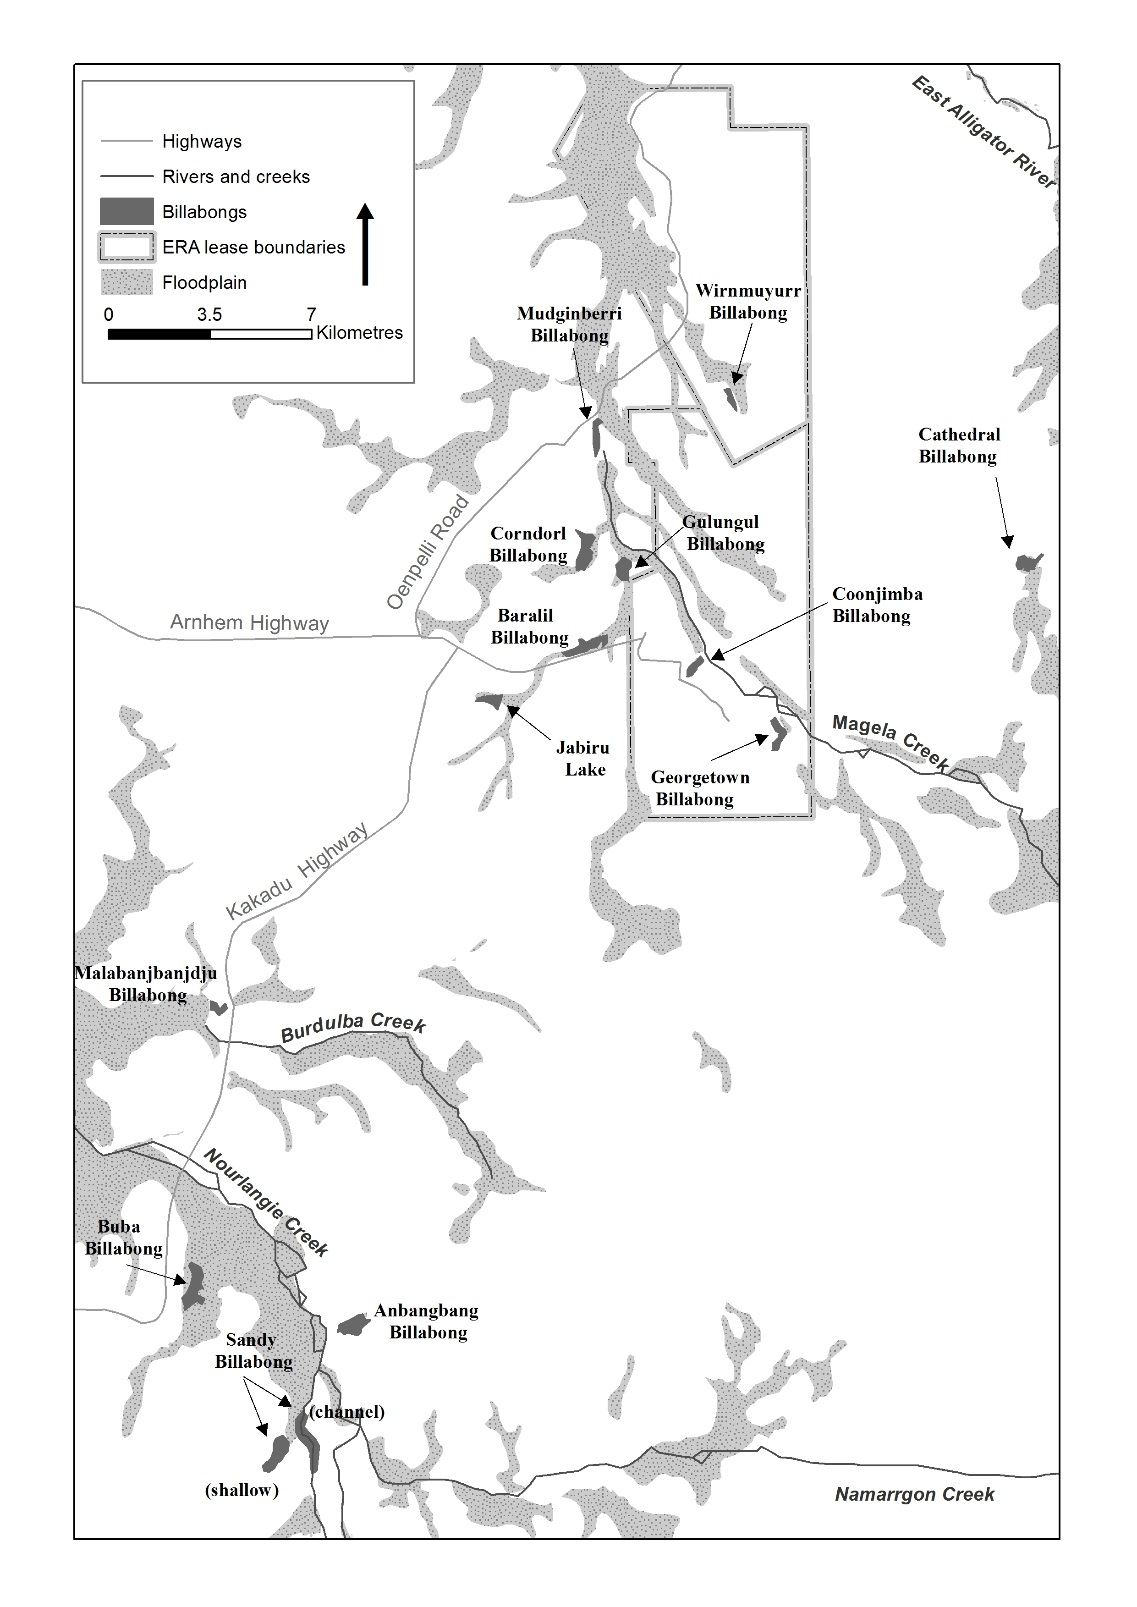 Highways
Rivers and creeks
Billabongs
ERA lease boundaries
Floodplain
0 3.5 7
Kilometres
East Alligator River
Wirnmuyurr
Billabong
Mudginberri
Billabong
Cathedral
Billabong
Oenpelli Road
Corndorl
Billabong
Gulungul
Billabong
Arnhem Highway
Baralil
Billabong
Coonjimba
Billabong
Magela Creek
Jabiru
Lake
Georgetown
Billabong
Kakadu Highway
Malabanjbanjdju
Billabong
Burdulba Creek
Nourlangie Creek
Buba
Billabong
Anbangbang
Billabong
Sandy
Billabong
(channel)
(shallow)
Namarrgon Creek